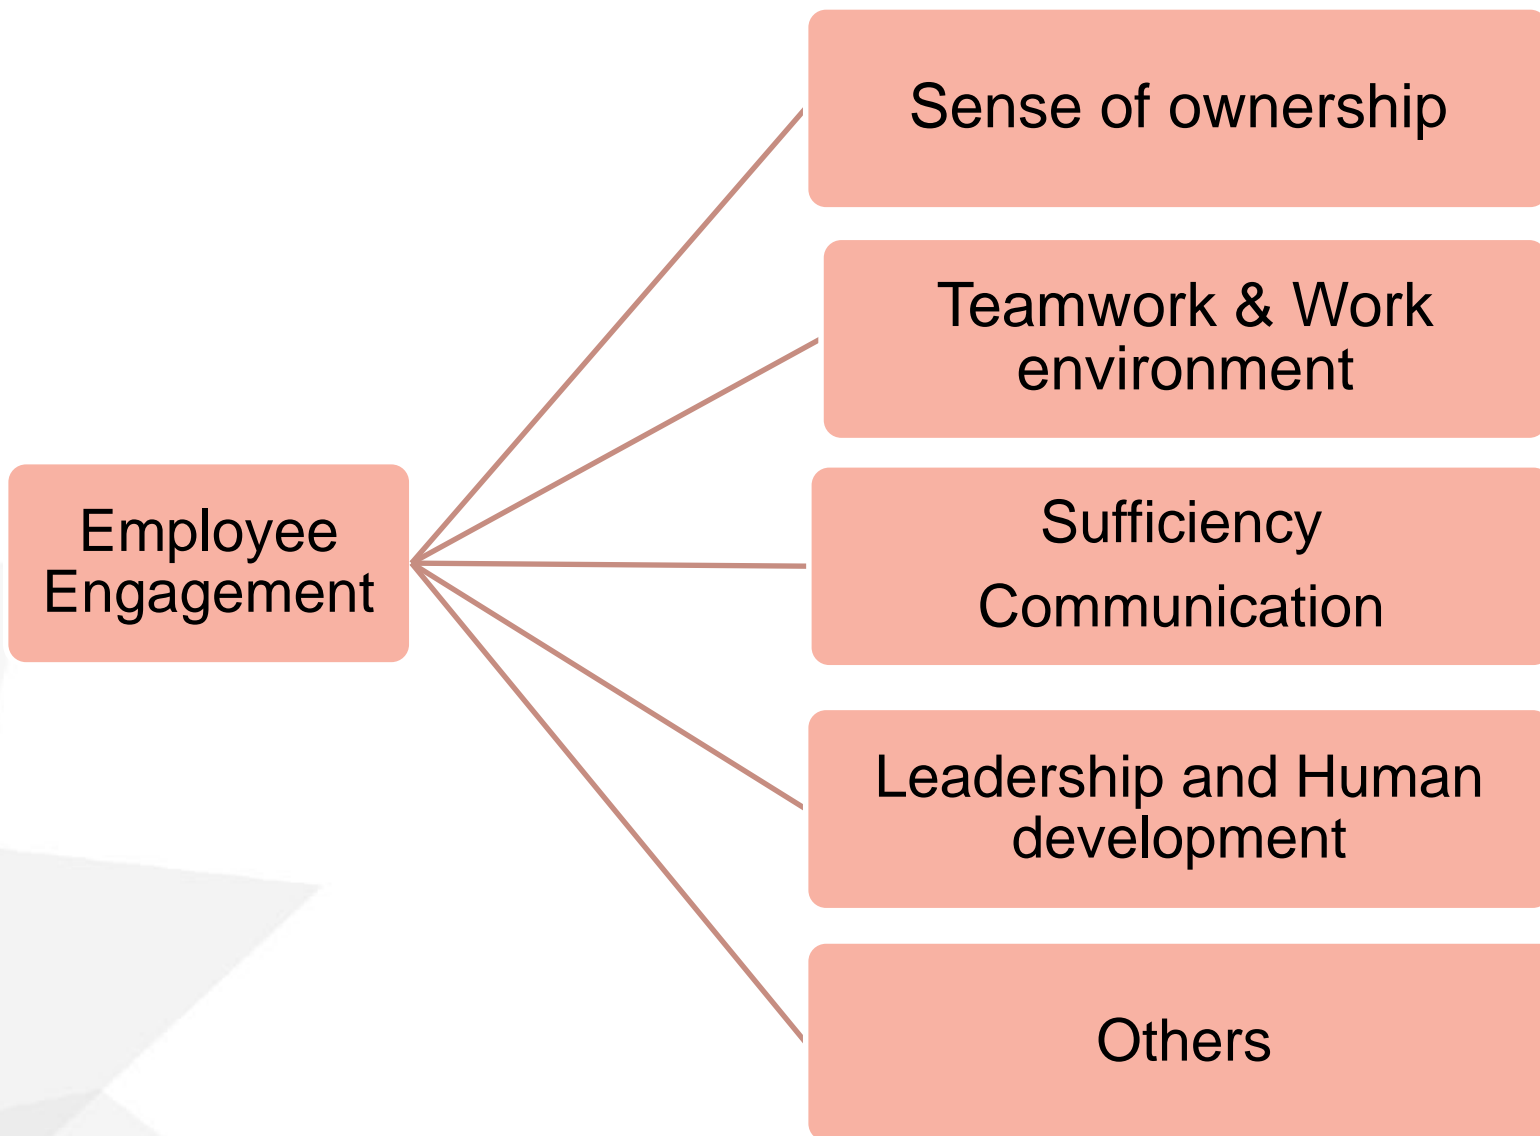 Sense of ownership
Teamwork & Work
environment
Employee
Engagement
Sufficiency
Communication
Leadership and Human
development
Others